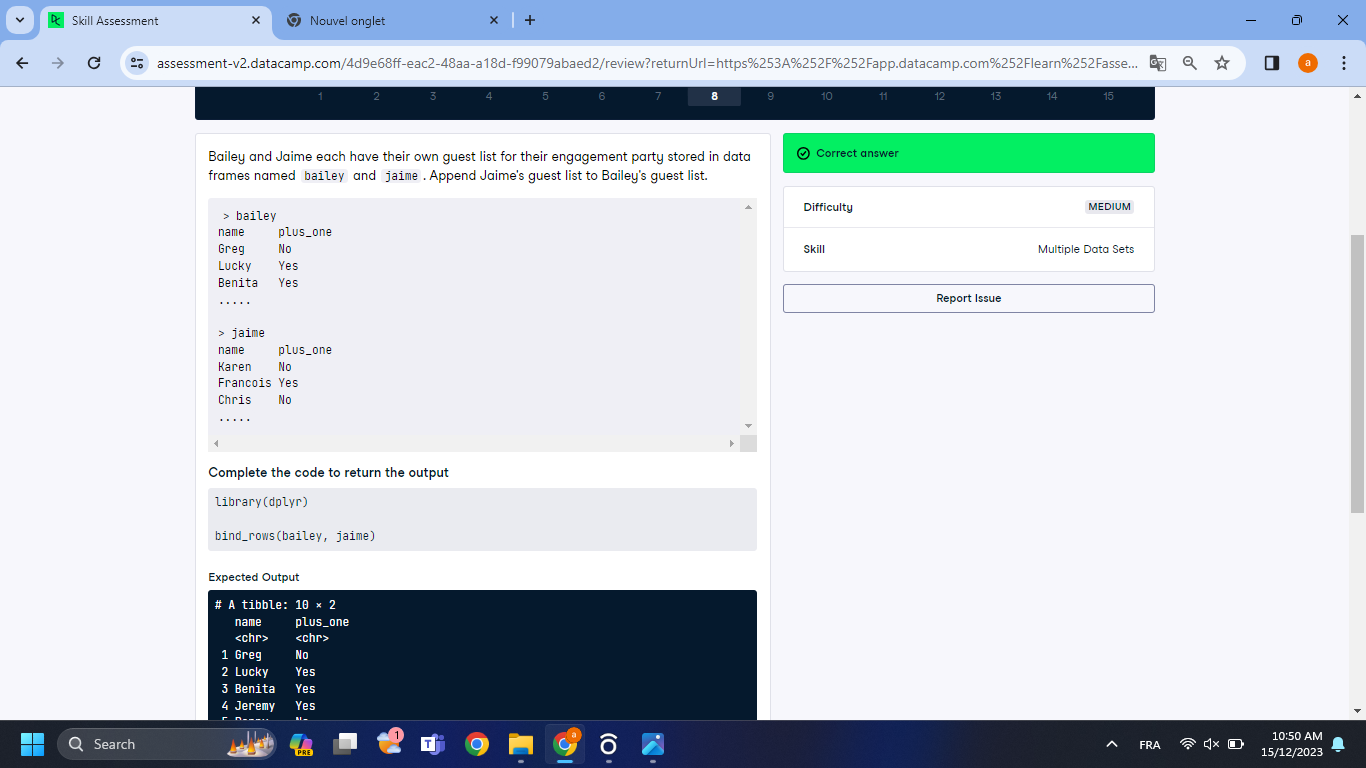 Skill Assessment
Nouvel onglet
assessment-v2.datacamp.com/4d9e68ff-eac2-48aa-a18d-f99079abaed2/review?returnUrl=https%253A%252F%252Fapp.datacamp.com%252Flearn%252Fasse...
a
1 2 3 4 5 6 7 8 9 10 11 12 13 14 15
Bailey and Jaime each have their own guest list for their engagement party stored in data
frames named bailey and jaime . Append Jaime's guest list to Bailey's guest list.
> bailey
name plus_one
Greg No
Lucky Yes
Benita Yes
.....
> jaime
name plus_one
Karen No
Francois Yes
Chris No
.....
Complete the code to return the output
library(dplyr)
bind_rows(bailey, jaime)
Expected Output
# A tibble: 10 × 2
name plus_one
<chr> <chr>
1 Greg No
2 Lucky Yes
3 Benita Yes
4 Jeremy Yes
Correct answer
Difficulty MEDIUM
Skill Multiple Data Sets
Report Issue
Search
PRE
1
a
FRA
10:50 AM
15/12/2023